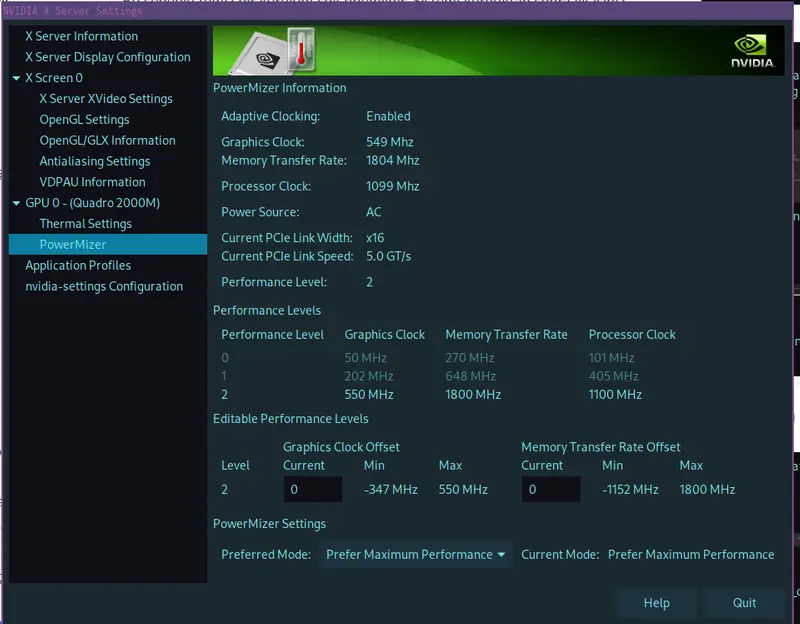 NVIDIA X Server Settings
X Server Information
X Server Display Configuration
X Screen 0
X Server XVideo Settings
OpenGL Settings
OpenGL/GLX Information
Antialiasing Settings
VDPAU Information
GPU 0 - (Quadro 2000M)
Thermal Settings
PowerMizer
Application Profiles
nvidia-settings Configuration
NVIDIA.
PowerMizer Information
Adaptive Clocking: Enabled
Graphics Clock: 549 Mhz
Memory Transfer Rate: 1804 Mhz
Processor Clock: 1099 Mhz
Power Source: AC
Current PCIe Link Width: x16
Current PCIe Link Speed: 5.0 GT/s
Performance Level: 2
Performance Levels
Performance Level Graphics Clock Memory Transfer Rate Processor Clock
0 50 MHz 270 MHz 101 MHz
1 202 MHz 648 MHz 405 MHz
2 550 MHz 1800 MHz 1100 MHz
Editable Performance Levels
Graphics Clock Offset Memory Transfer Rate Offset
Level Current Min Max Current Min Max
2 0 -347 MHz 550 MHz 0 -1152 MHz 1800 MHz
PowerMizer Settings
Preferred Mode: Prefer Maximum Performance Current Mode: Prefer Maximum Performance
Help Quit